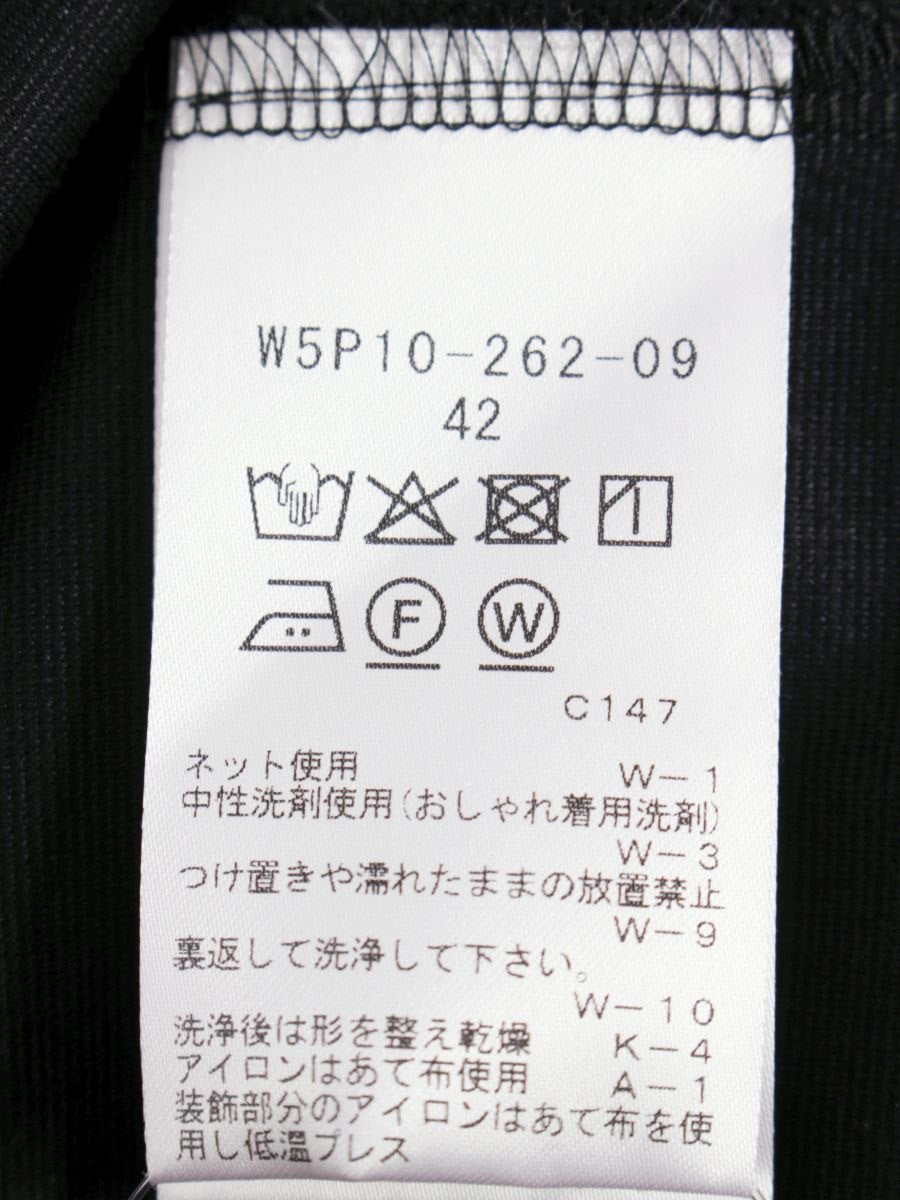 W5P10-262-09
42
F W
C147
ネット使用 W-1
中性洗剤使用(おしゃれ着用洗剤)
W-3
つけ置きや濡れたままの放置禁止
W-9
裏返して洗浄して下さい。
W-10
洗浄後は形を整え乾燥 K-4
アイロンはあて布使用 A-1
装飾部分のアイロンはあて布を使
用し低温プレス